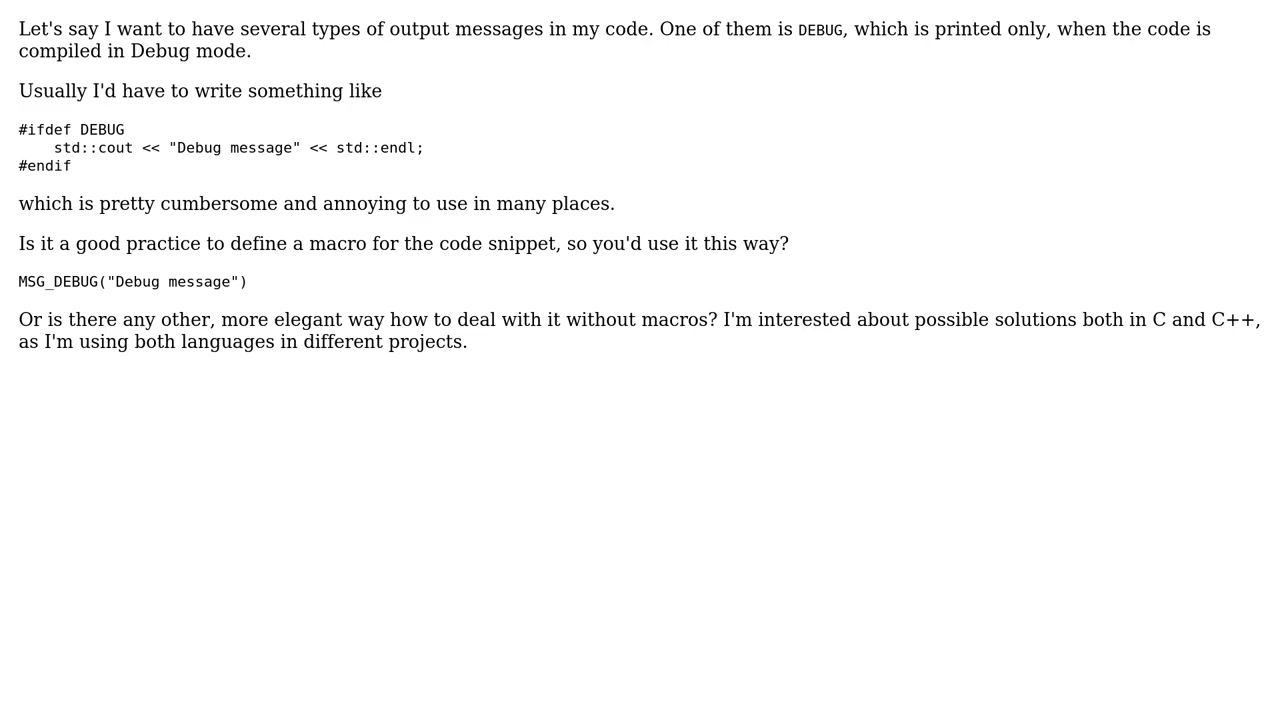 Let's say I want to have several types of output messages in my code. One of them is DEBUG, which is printed only, when the code is
compiled in Debug mode.
Usually I'd have to write something like
#ifdef DEBUG
    std::cout << "Debug message" << std::endl;
#endif
which is pretty cumbersome and annoying to use in many places.
Is it a good practice to define a macro for the code snippet, so you'd use it this way?
MSG_DEBUG("Debug message")
Or is there any other, more elegant way how to deal with it without macros? I'm interested about possible solutions both in C and C++,
as I'm using both languages in different projects.